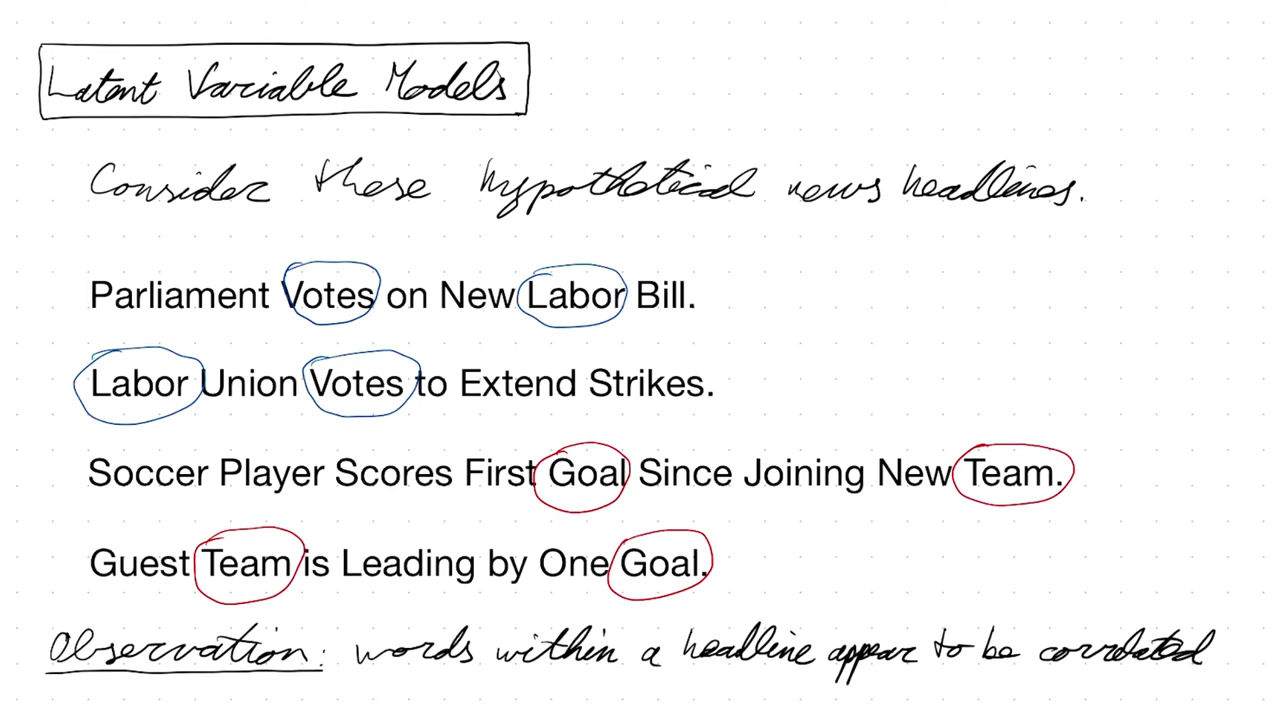 Latent Variable Models
Consider these hypothetical news headlines.
Parliament Votes on New Labor Bill.
Labor Union Votes to Extend Strikes.
Soccer Player Scores First Goal Since Joining New Team.
Guest Team is Leading by One Goal.
Observation: words within a headline appear to be correlated